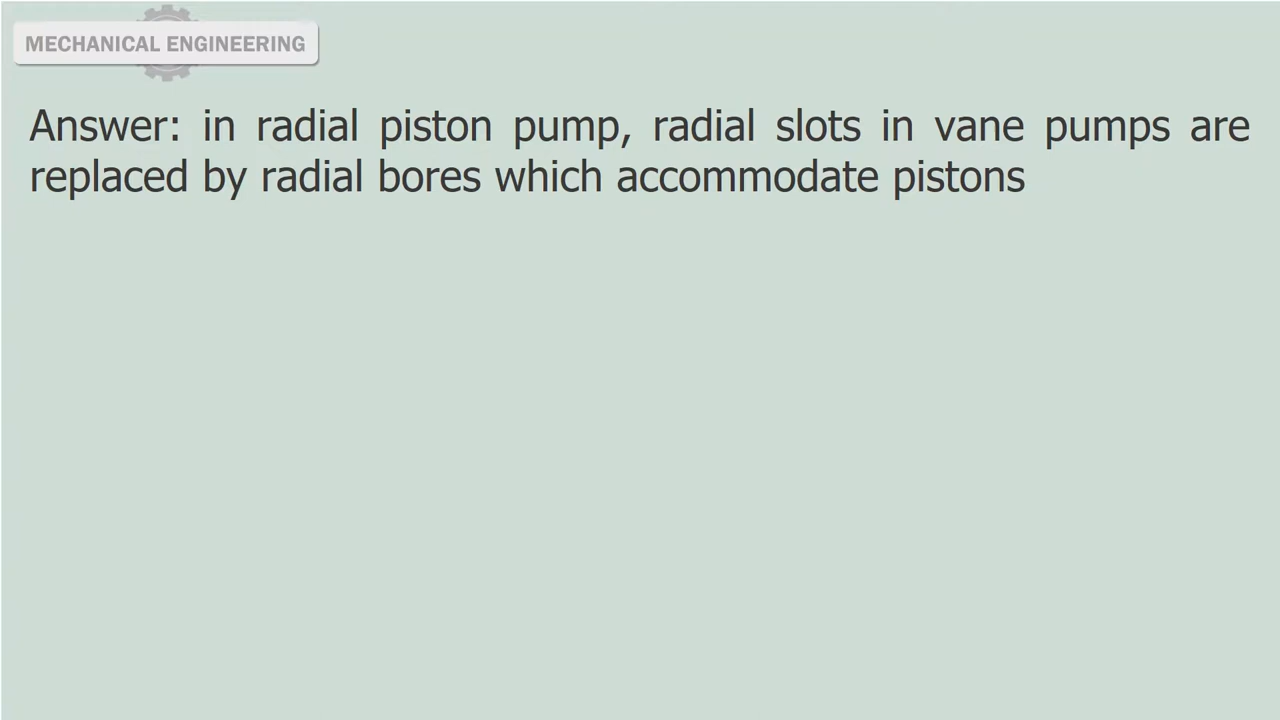 MECHANICAL ENGINEERING
Answer: in radial piston pump, radial slots in vane pumps are
replaced by radial bores which accommodate pistons